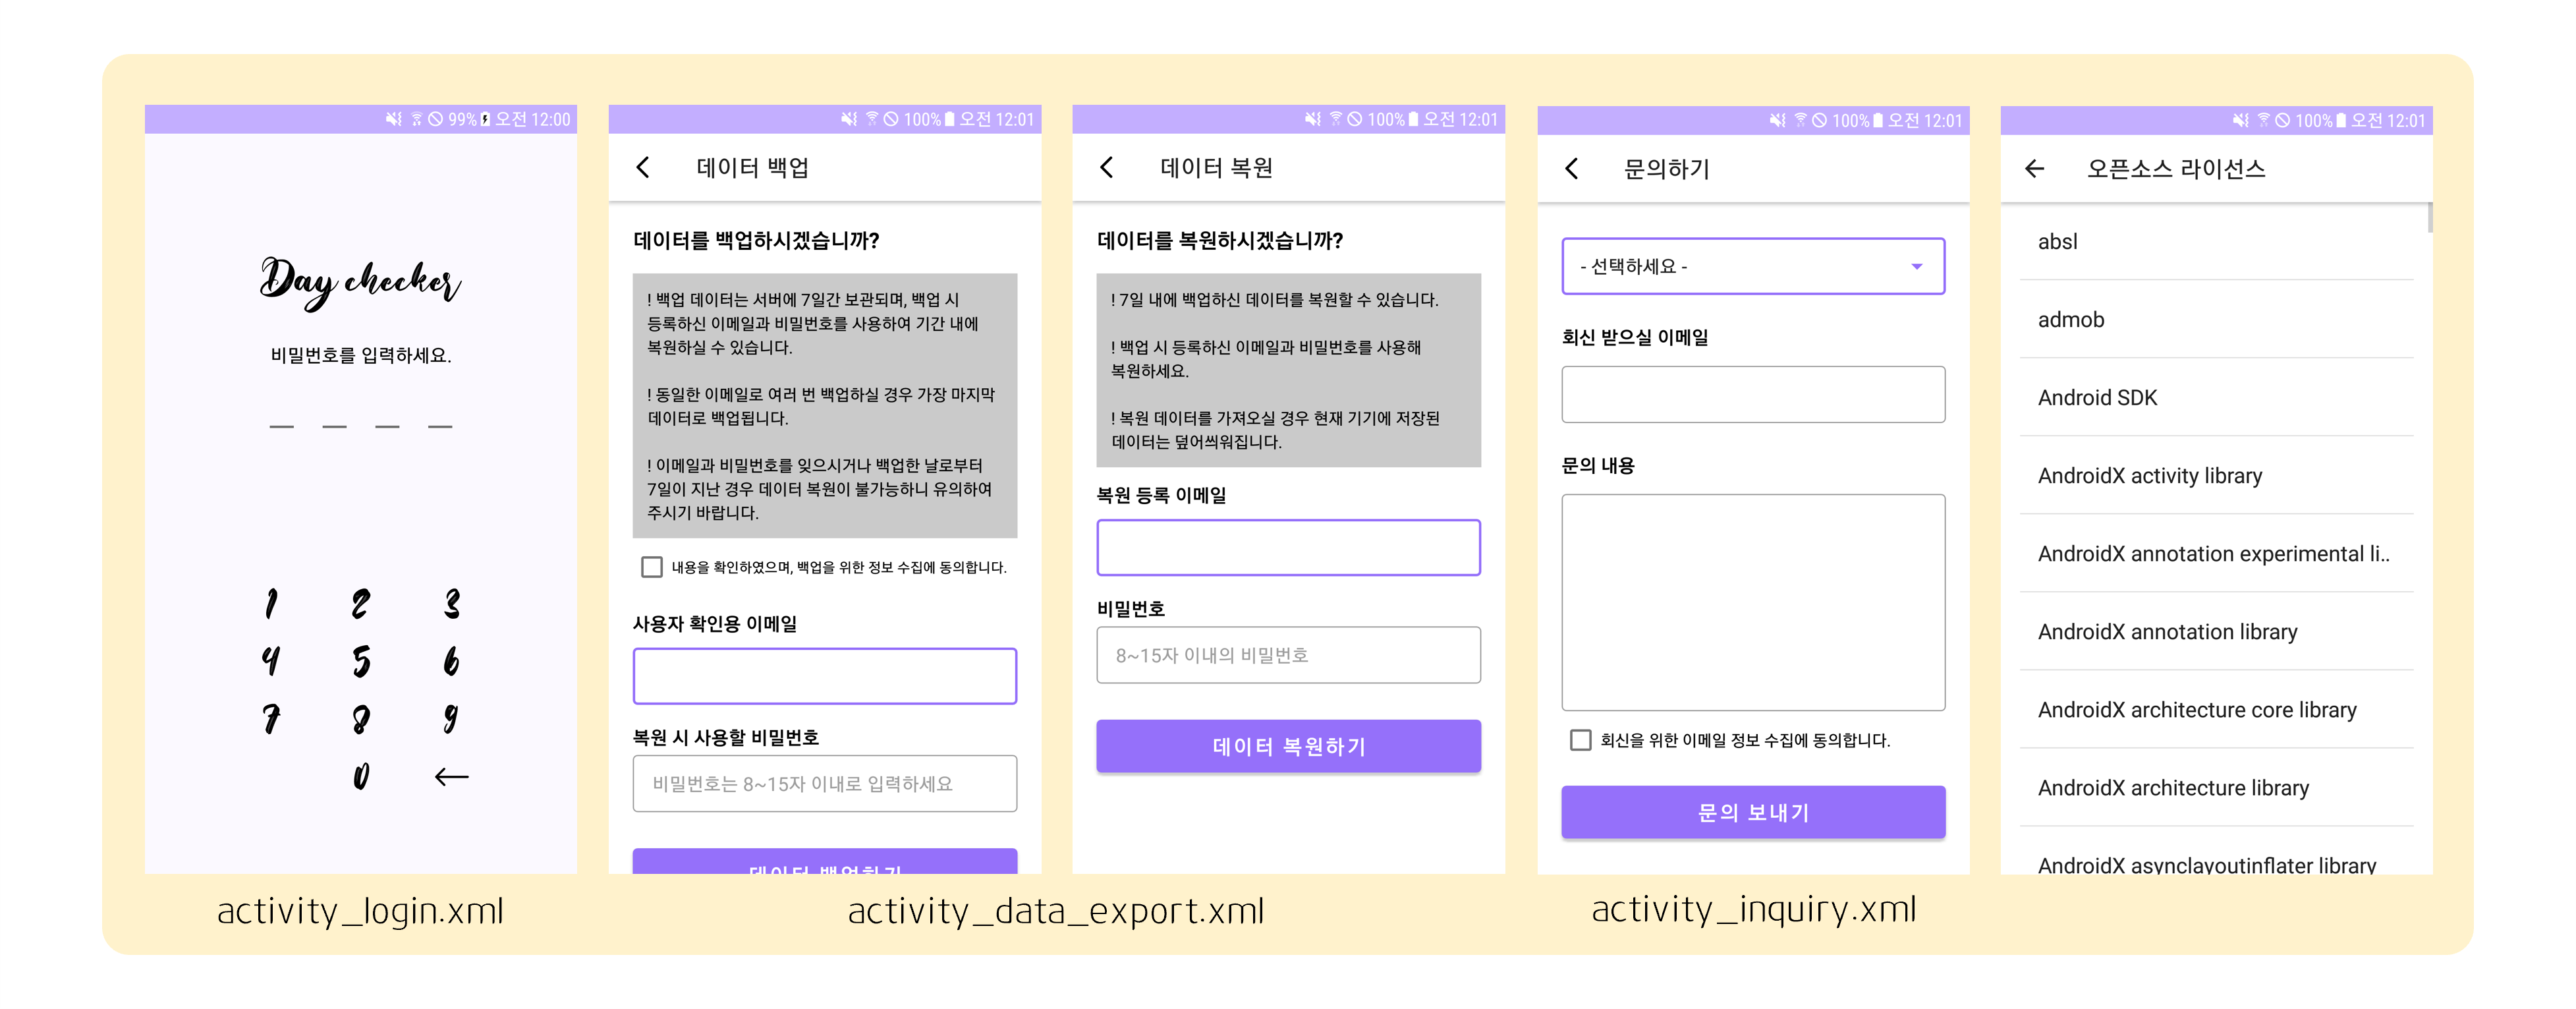 99% 오전 12:00
Day checker
비밀번호를 입력하세요.
1 2 3
4 5 6
7 8 9
0
activity_login.xml
100% 오전 12:01
데이터 백업
데이터를 백업하시겠습니까?
! 백업 데이터는 서버에 7일간 보관되며, 백업 시
등록하신 이메일과 비밀번호를 사용하여 기간 내에
복원하실 수 있습니다.
! 동일한 이메일로 여러 번 백업하실 경우 가장 마지막
데이터로 백업됩니다.
! 이메일과 비밀번호를 잊으시거나 백업한 날로부터
7일이 지난 경우 데이터 복원이 불가능하니 유의하여
주시기 바랍니다.
내용을 확인하였으며, 백업을 위한 정보 수집에 동의합니다.
사용자 확인용 이메일
복원 시 사용할 비밀번호
비밀번호는 8~15자 이내로 입력하세요
데이터 백업하기
100% 오전 12:01
데이터 복원
데이터를 복원하시겠습니까?
! 7일 내에 백업하신 데이터를 복원할 수 있습니다.
! 백업 시 등록하신 이메일과 비밀번호를 사용해
복원하세요.
! 복원 데이터를 가져오실 경우 현재 기기에 저장된
데이터는 덮어씌워집니다.
복원 등록 이메일
비밀번호
8~15자 이내의 비밀번호
데이터 복원하기
activity_data_export.xml
100% 오전 12:01
문의하기
- 선택하세요 -
회신 받으실 이메일
문의 내용
회신을 위한 이메일 정보 수집에 동의합니다.
문의 보내기
activity_inquiry.xml
100% 오전 12:01
오픈소스 라이선스
absl
admob
Android SDK
AndroidX activity library
AndroidX annotation experimental li..
AndroidX annotation library
AndroidX architecture core library
AndroidX architecture library
AndroidX asynclayoutinflater library